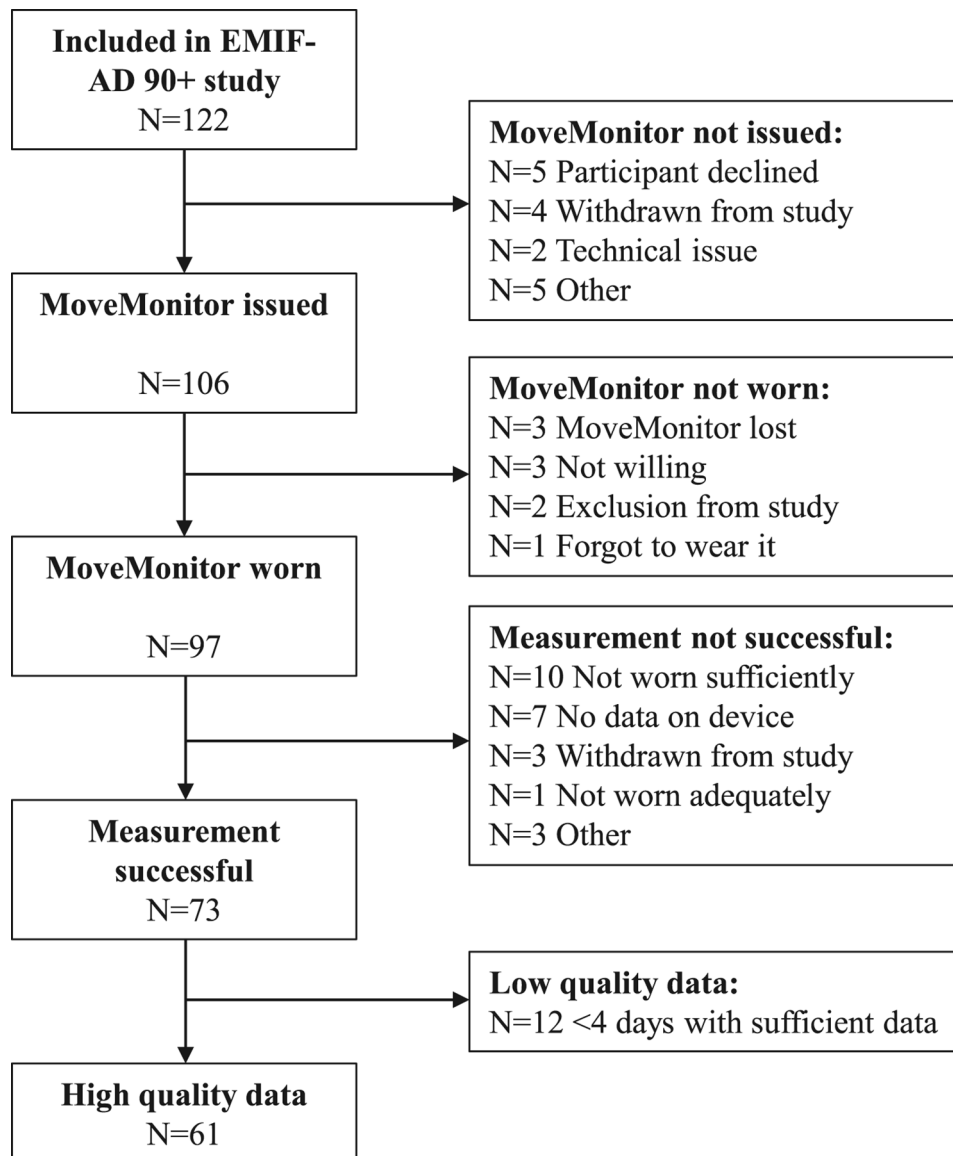 Included in EMIF-
AD 90+ study
N=122
MoveMonitor not issued:
N=5 Participant declined
N=4 Withdrawn from study
N=2 Technical issue
N=5 Other
MoveMonitor issued
N=106
MoveMonitor not worn:
N=3 MoveMonitor lost
N=3 Not willing
N=2 Exclusion from study
N=1 Forgot to wear it
MoveMonitor worn
N=97
Measurement not successful:
N=10 Not worn sufficiently
N=7 No data on device
N=3 Withdrawn from study
N=1 Not worn adequately
N=3 Other
Measurement
successful
N=73
Low quality data:
N=12 <4 days with sufficient data
High quality data
N=61